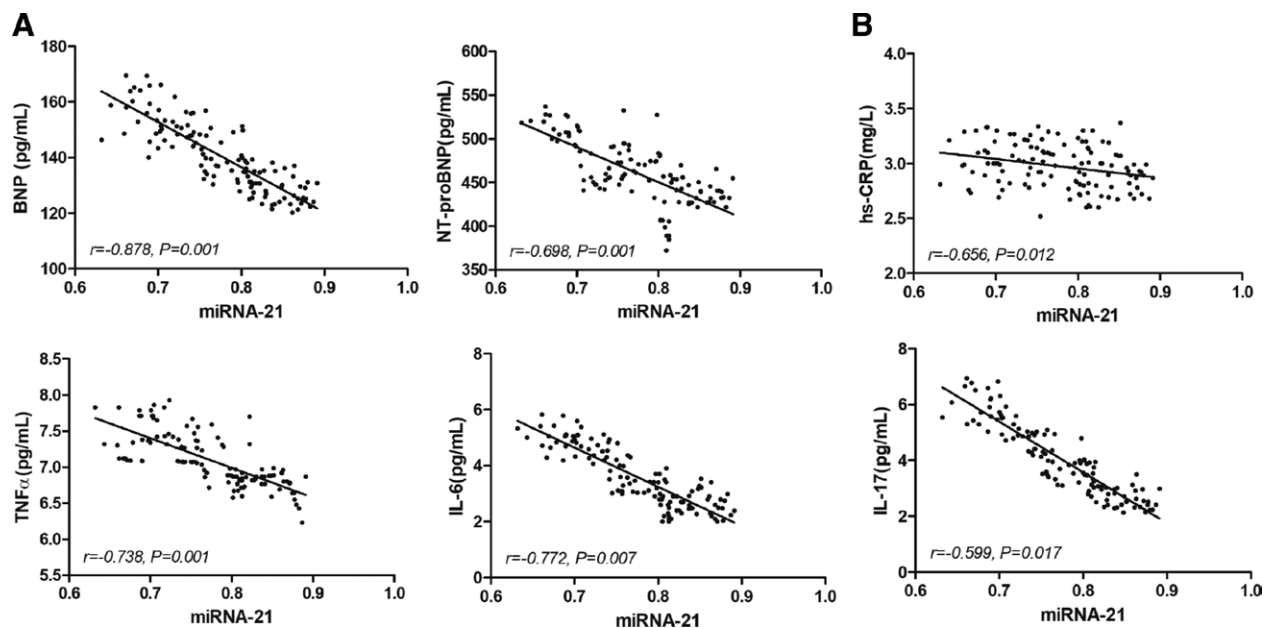 A
B
180
160
140
120
100
BNP (pg/mL)
r=-0.878, P=0.001
0.6 0.7 0.8 0.9 1.0
miRNA-21
600
550
500
450
400
350
NT-proBNP(pg/mL)
r=-0.698, P=0.001
0.6 0.7 0.8 0.9 1.0
miRNA-21
4.0
3.5
3.0
2.5
2.0
hs-CRP(mg/L)
r=-0.656, P=0.012
0.6 0.7 0.8 0.9 1.0
miRNA-21
8.5
8.0
7.5
7.0
6.5
6.0
5.5
TNFα(pg/mL)
r=-0.738, P=0.001
0.6 0.7 0.8 0.9 1.0
miRNA-21
8
6
4
2
0
IL-6(pg/mL)
r=-0.772, P=0.007
0.6 0.7 0.8 0.9 1.0
miRNA-21
8
6
4
2
0
IL-17(pg/mL)
r=-0.599, P=0.017
0.6 0.7 0.8 0.9 1.0
miRNA-21